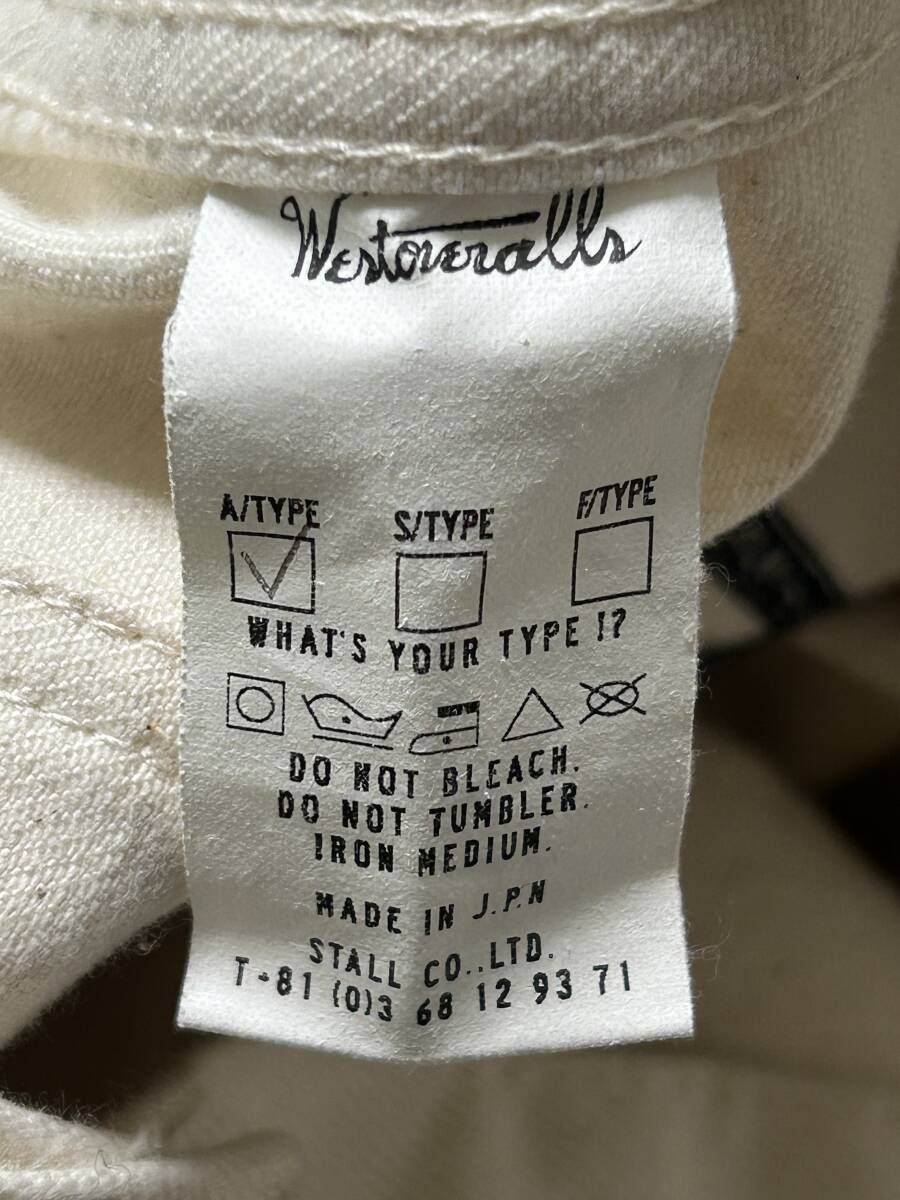 Westoveralls
A/TYPE S/TYPE F/TYPE
WHAT'S YOUR TYPE!?
DO NOT BLEACH.
DO NOT TUMBLER.
IRON MEDIUM.
MADE IN J.P.N
STALL CO.,LTD.
T-81 (0)3 68 12 93 71